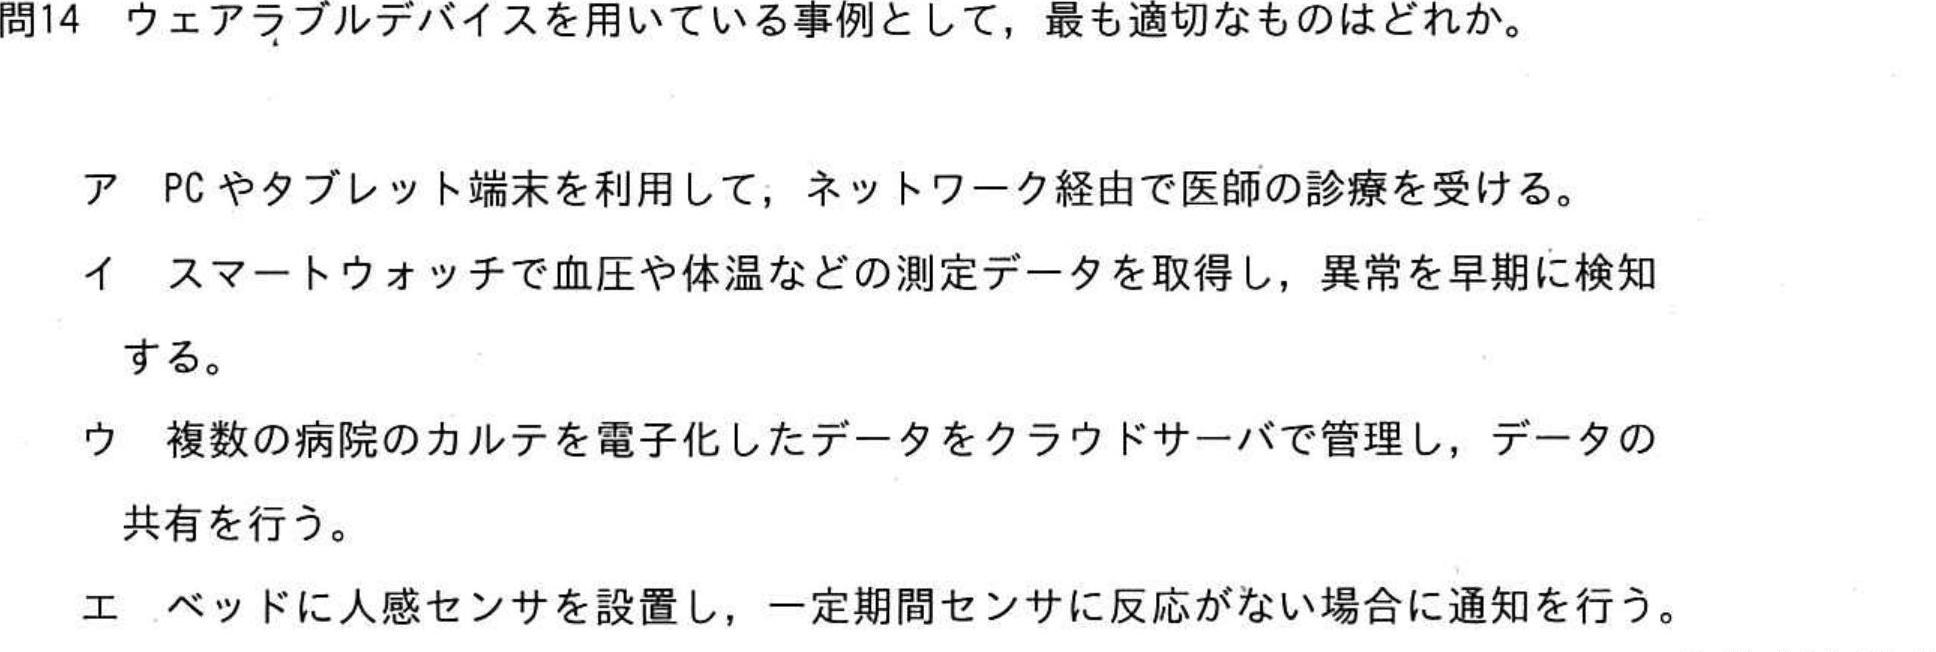 問14　ウェアラブルデバイスを用いている事例として，最も適切なものはどれか。
ア　PCやタブレット端末を利用して，ネットワーク経由で医師の診療を受ける。
イ　スマートウォッチで血圧や体温などの測定データを取得し，異常を早期に検知
する。
ウ　複数の病院のカルテを電子化したデータをクラウドサーバで管理し，データの
共有を行う。
エ　ベッドに人感センサを設置し，一定期間センサに反応がない場合に通知を行う。